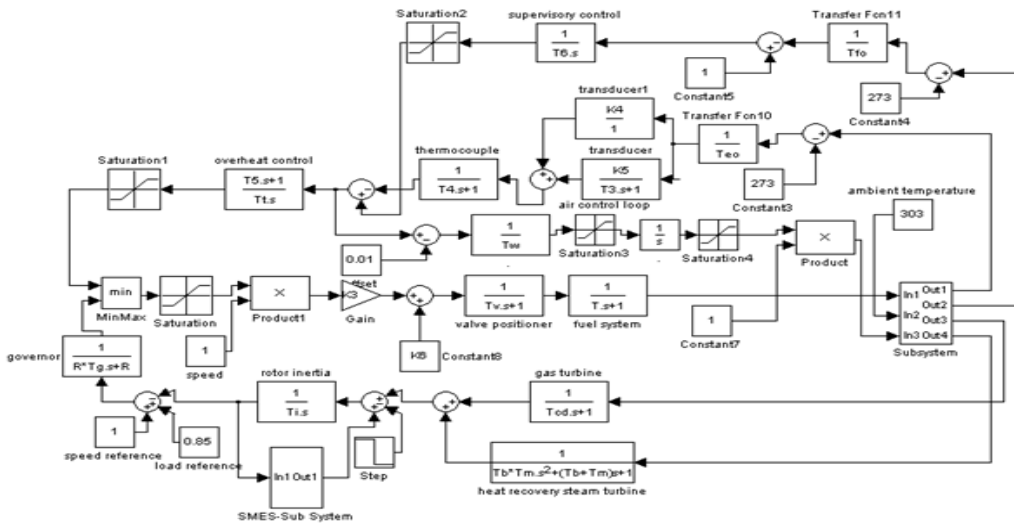 Saturation2
supervisory control
1
T6.s
Transfer Fcn11
1
Tfo
1
Constant5
273
Constant4
transducer1
K4
1
Transfer Fcn10
1
Teo
Saturation1
overheat control
T5.s+1
Tt.s
thermocouple
1
T4.s+1
transducer
K5
T3.s+1
273
Constant3
ambient temperature
303
air control loop
1
Tw
0.01
offset
Saturation3
1
s
Saturation4
Product
min
MinMax
Saturation
Product1
K3
Gain
1
Tv.s+1
valve positioner
1
T.s+1
fuel system
1
Constant7
In1
In2
In3
Out1
Out2
Out3
Out4
Subsystem
K6
Constant8
1
speed
governor
1
R*Tg.s+R
rotor inertia
1
Ti.s
gas turbine
1
Tcd.s+1
1
speed reference
0.85
load reference
In1 Out1
SMES-Sub System
Step
1
Tb*Tm.s²+(Tb+Tm)s+1
heat recovery steam turbine